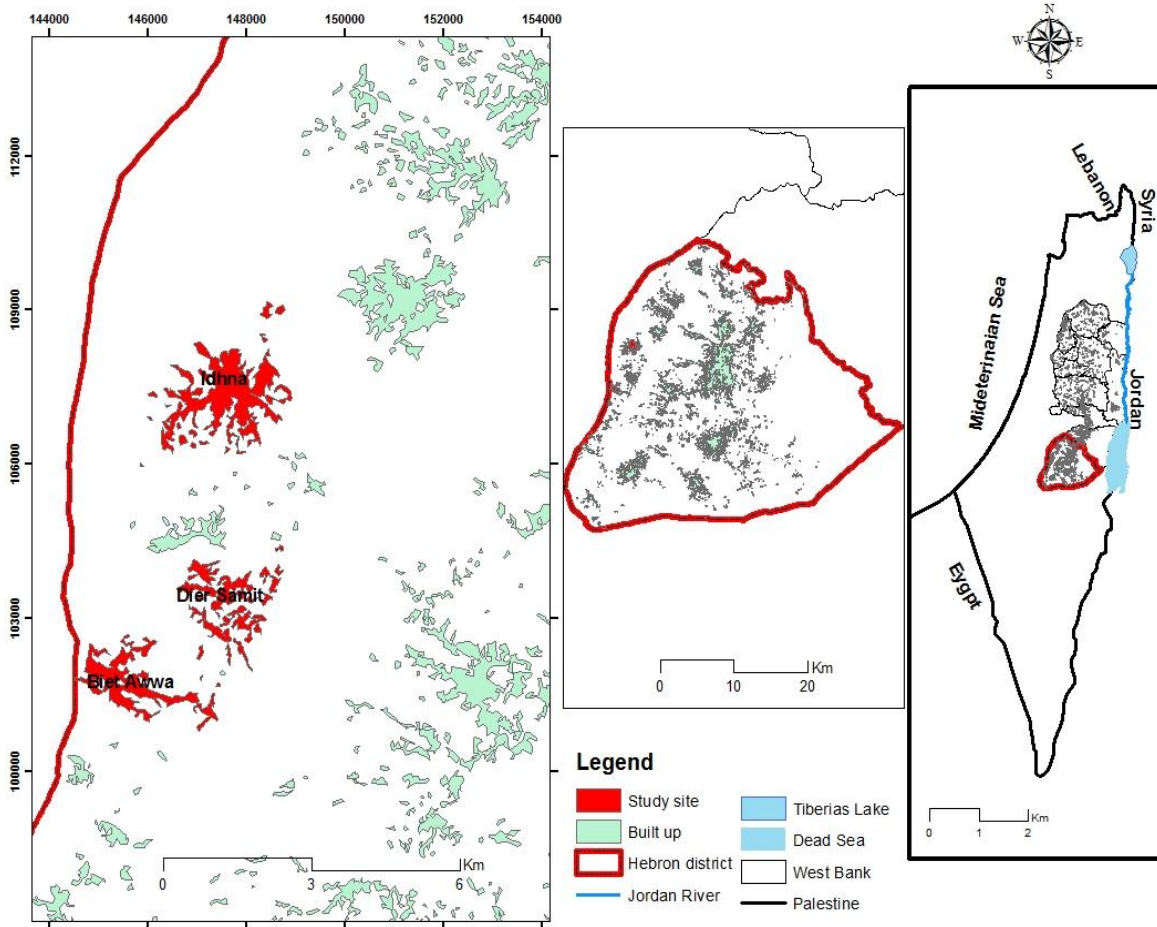 144000 146000 148000 150000 152000 154000
112000
109000
106000
103000
100000
Idhna
Dier Samit
Biet Awwa
Km
0 3 6
Km
0 10 20
N
W E
S
Lebanon
Syria
Mideterinaian Sea
Jordan
Eygpt
Km
0 1 2
Legend
Study site
Built up
Hebron district
Jordan River
Tiberias Lake
Dead Sea
West Bank
Palestine